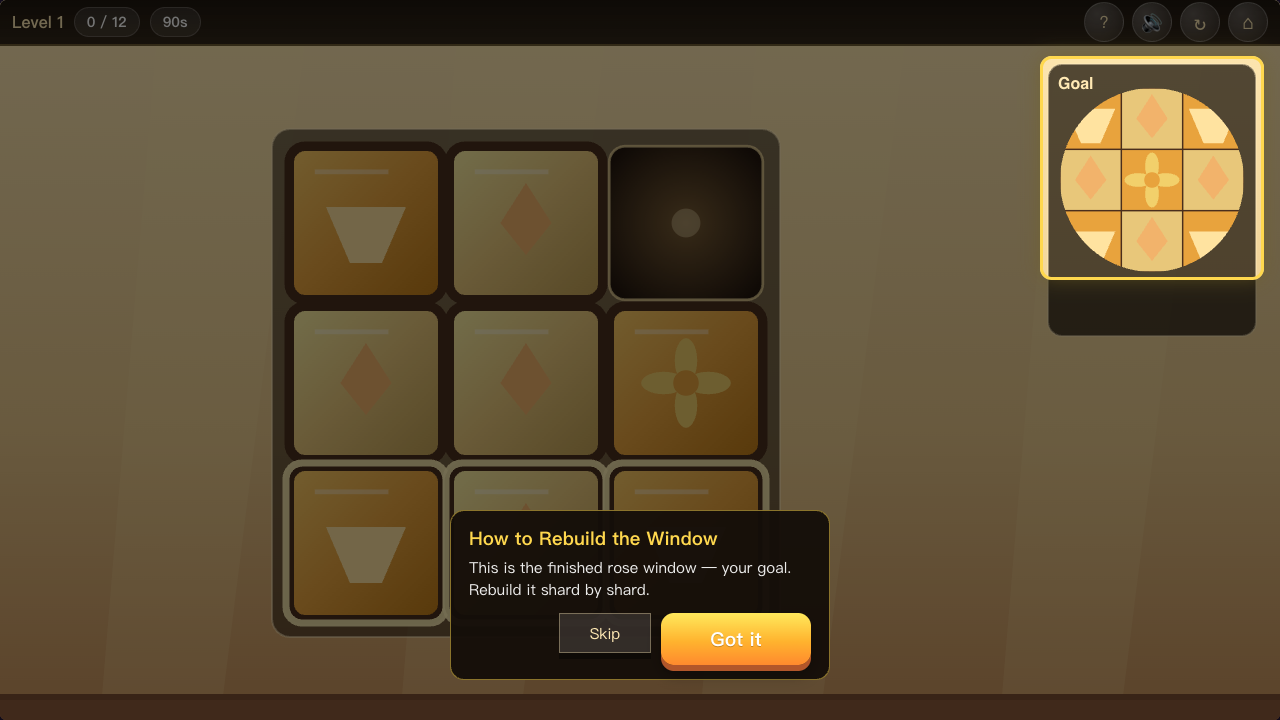 Level 1
0 / 12
90s
?
Goal
How to Rebuild the Window
This is the finished rose window — your goal.
Rebuild it shard by shard.
Skip
Got it